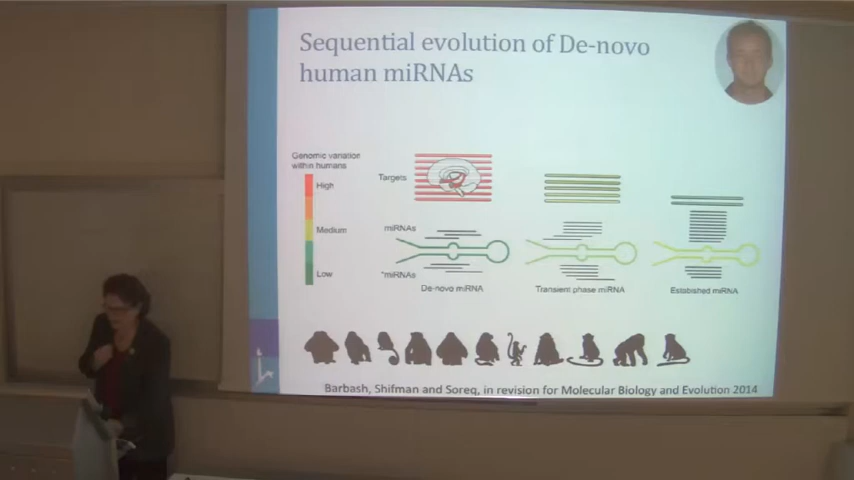 Sequential evolution of De-novo
human miRNAs
Genomic variation
within humans
High
Medium
Low
Targets
miRNAs
*miRNAs
De-novo miRNA
Transient phase miRNA
Established miRNA
Barbash, Shifman and Soreq, in revision for Molecular Biology and Evolution 2014